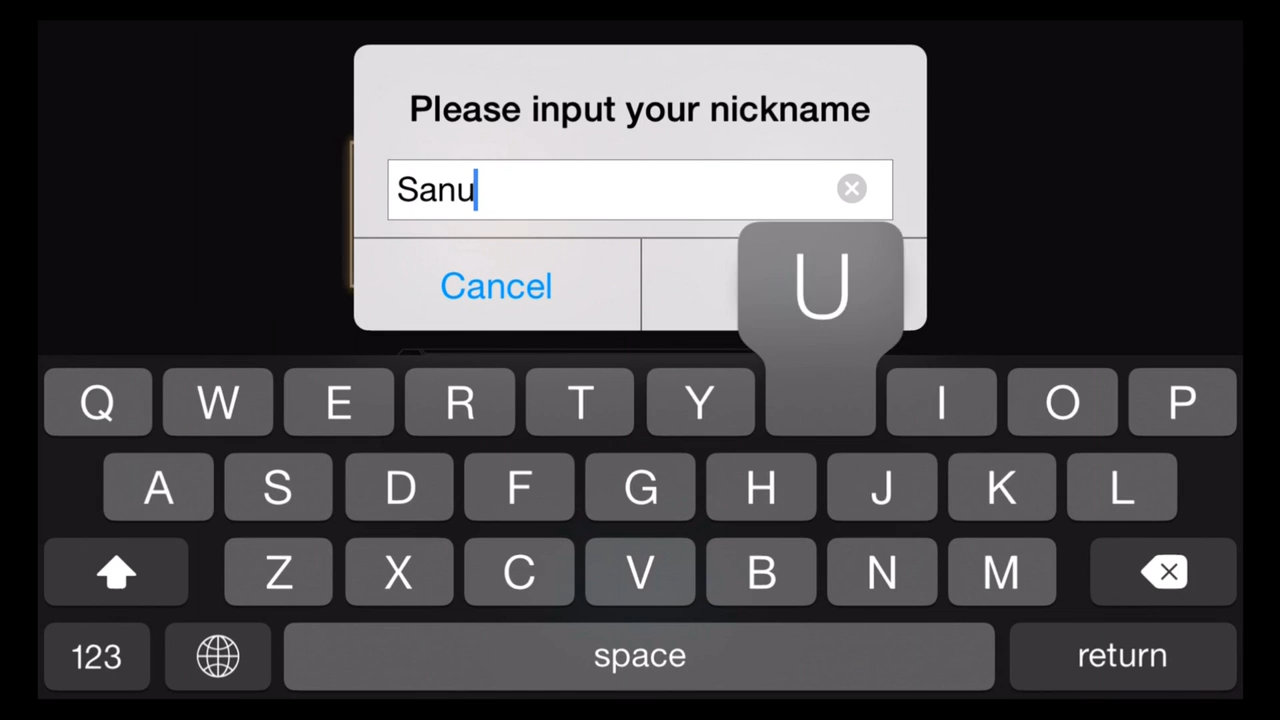 Please input your nickname
Sanu
Cancel
U
Q W E R T Y I O P
A S D F G H J K L
Z X C V B N M
123 space return